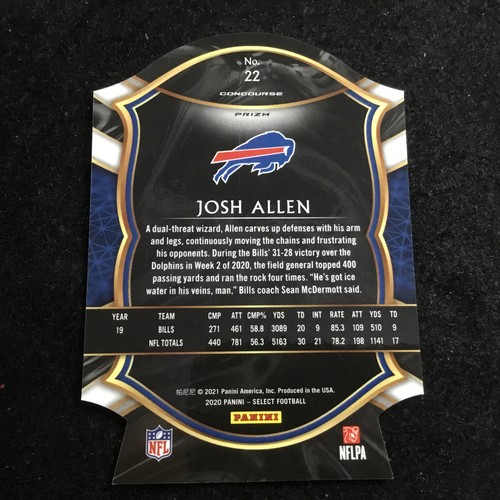 No.
22
CONCOURSE
PRIZM
JOSH ALLEN
A dual-threat wizard, Allen carves up defenses with his arm
and legs, continuously moving the chains and frustrating
his opponents. During the Bills' 31-28 victory over the
Dolphins in Week 2 of 2020, the field general topped 400
passing yards and ran the rock four times. “He's got ice
water in his veins, man,” Bills coach Sean McDermott said.
YEAR TEAM CMP ATT CMP% YDS TD INT RAT ATT YDS TD
19 BILLS 271 461 58.8 3089 20 9 85.3 109 510 9
NFL TOTALS 440 781 56.3 5163 30 21 78.2 198 1141 17
帕尼尼 © 2021 Panini America, Inc. Produced in the USA.
2020 PANINI – SELECT FOOTBALL
PANINI
NFL
NFLPA